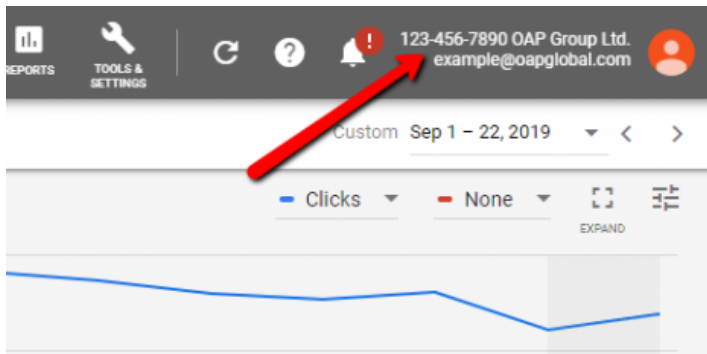 REPORTS
TOOLS &
SETTINGS
!
123-456-7890 OAP Group Ltd.
example@oapglobal.com
Custom Sep 1 – 22, 2019
Clicks
None
EXPAND